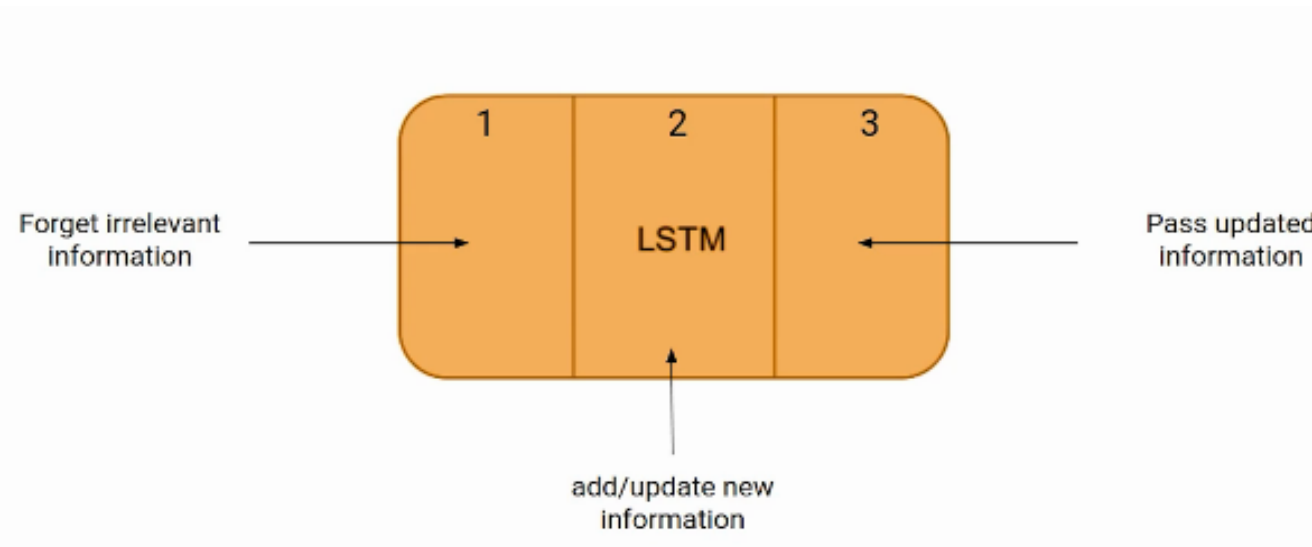 1
2
3
Forget irrelevant
information
LSTM
Pass updated
information
add/update new
information